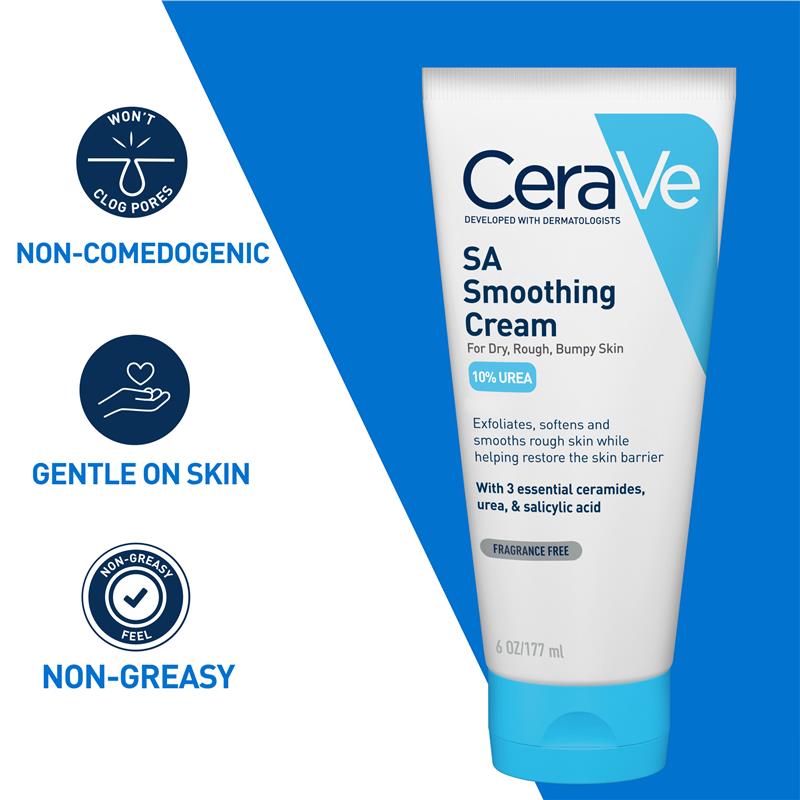 WON'T
CLOG PORES
NON-COMEDOGENIC
GENTLE ON SKIN
NON-GREASY
FEEL
NON-GREASY
CeraVe
DEVELOPED WITH DERMATOLOGISTS
SA
Smoothing
Cream
For Dry, Rough, Bumpy Skin
10% UREA
Exfoliates, softens and
smooths rough skin while
helping restore the skin barrier
With 3 essential ceramides,
urea, & salicylic acid
FRAGRANCE FREE
6 OZ/177 ml